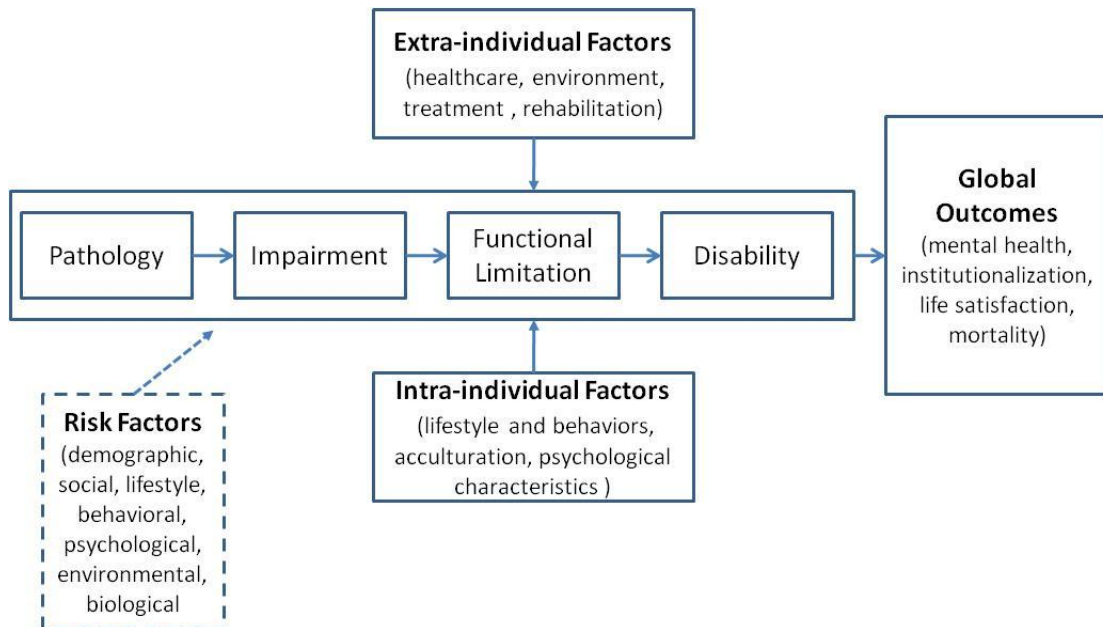 Extra-individual Factors
(healthcare, environment,
treatment , rehabilitation)
Pathology
Impairment
Functional
Limitation
Disability
Global
Outcomes
(mental health,
institutionalization,
life satisfaction,
mortality)
Risk Factors
(demographic,
social, lifestyle,
behavioral,
psychological,
environmental,
biological
Intra-individual Factors
(lifestyle and behaviors,
acculturation, psychological
characteristics )